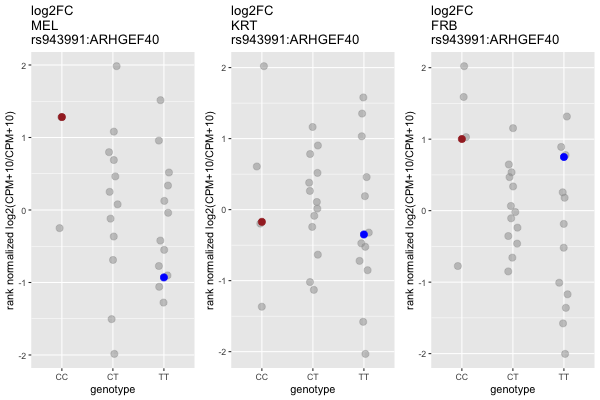 log2FC
MEL
rs943991:ARHGEF40
rank normalized log2(CPM+10/CPM+10)
2
1
0
-1
-2
CC
CT
TT
genotype
log2FC
KRT
rs943991:ARHGEF40
rank normalized log2(CPM+10/CPM+10)
2
1
0
-1
-2
CC
CT
TT
genotype
log2FC
FRB
rs943991:ARHGEF40
rank normalized log2(CPM+10/CPM+10)
2
1
0
-1
-2
CC
CT
TT
genotype